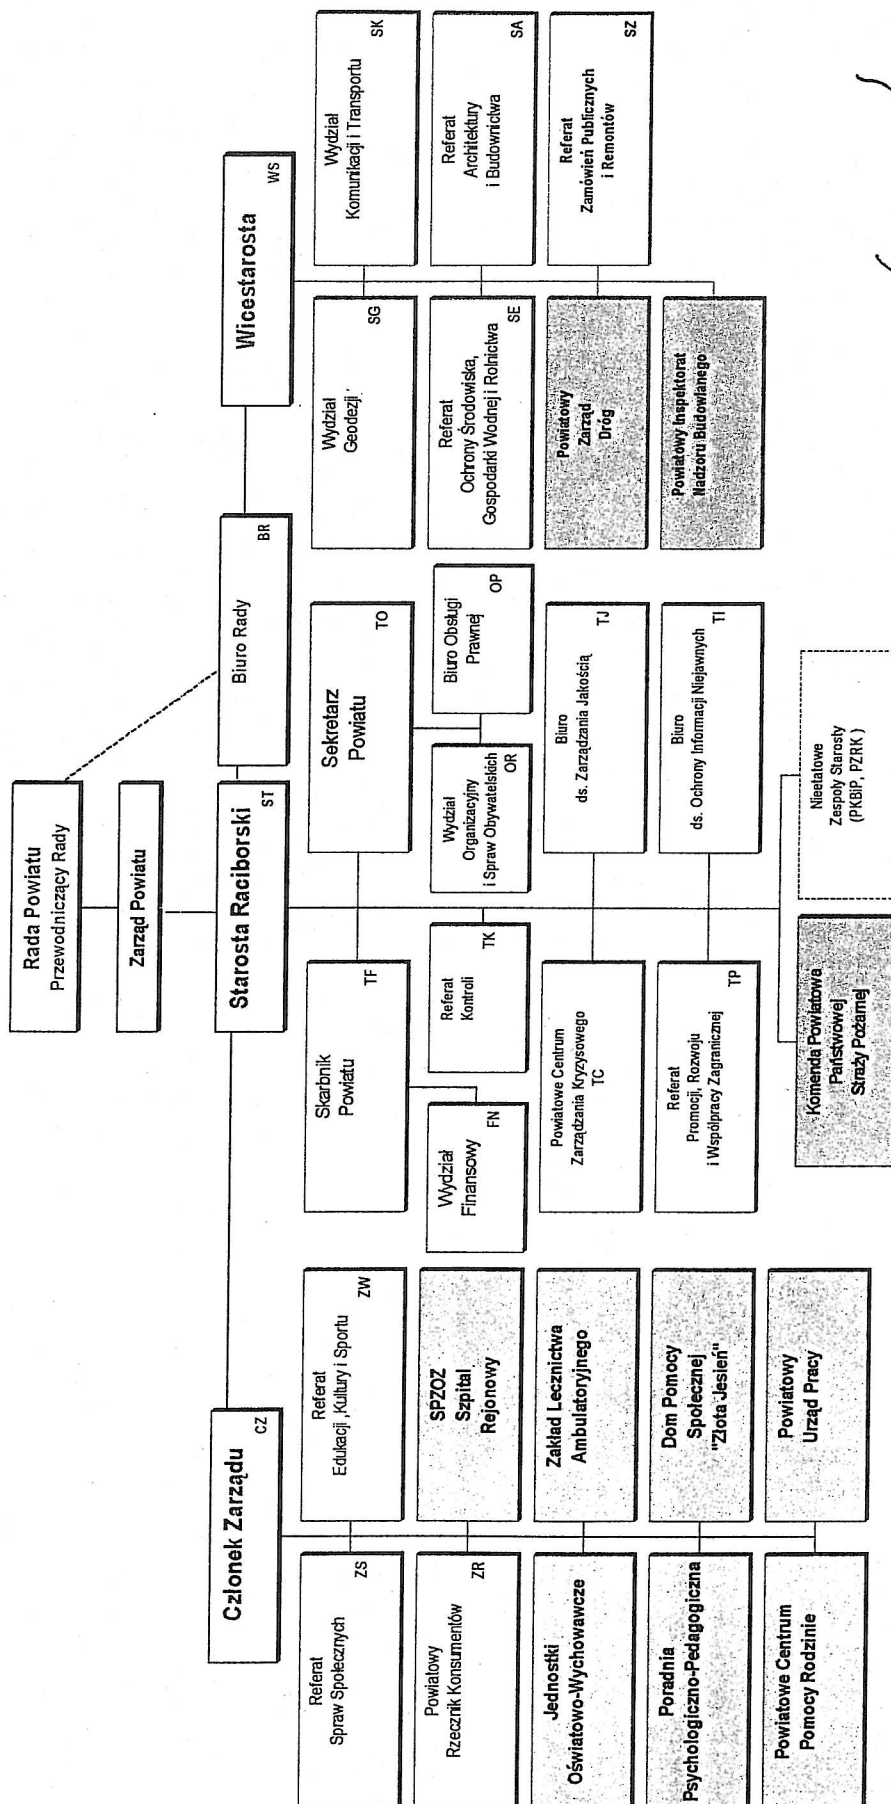 Rada Powiatu
Przewodniczący Rady
Zarząd Powiatu
Starosta Raciborski
ST
Biuro Rady
BR
Członek Zarządu
CZ
Wicestarosta
WS
Referat
Spraw Społecznych
ZS
Referat
Edukacji ,Kultury i Sportu
ZW
Powiatowy
Rzecznik Konsumentów
ZR
SPZOZ
Szpital
Rejonowy
Jednostki
Oświatowo-Wychowawcze
Zakład Lecznictwa
Ambulatoryjnego
Poradnia
Psychologiczno-Pedagogiczna
Dom Pomocy
Społecznej
"Złota Jesień"
Powiatowe Centrum
Pomocy Rodzinie
Powiatowy
Urząd Pracy
Skarbnik
Powiatu
TF
Sekretarz
Powiatu
TO
Wydział
Finansowy
FN
Referat
Kontroli
TK
Wydział
Organizacyjny
i Spraw Obywatelskich
OR
Biuro Obsługi
Prawnej
OP
Powiatowe Centrum
Zarządzania Kryzysowego
TC
Biuro
ds. Zarządzania Jakością
TJ
Referat
Promocji, Rozwoju
i Współpracy Zagranicznej
TP
Biuro
ds. Ochrony Informacji Niejawnych
TI
Komenda Powiatowa
Państwowej
Straży Pożarnej
Nieetatowe
Zespoły Starosty
(PKBiP, PZRK )
Wydział
Geodezji
SG
Wydział
Komunikacji i Transportu
SK
Referat
Ochrony Środowiska,
Gospodarki Wodnej i Rolnictwa
SE
Referat
Architektury
i Budownictwa
SA
Powiatowy
Zarząd
Dróg
Referat
Zamówień Publicznych
i Remontów
SZ
Powiatowy Inspektorat
Nadzoru Budowlanego